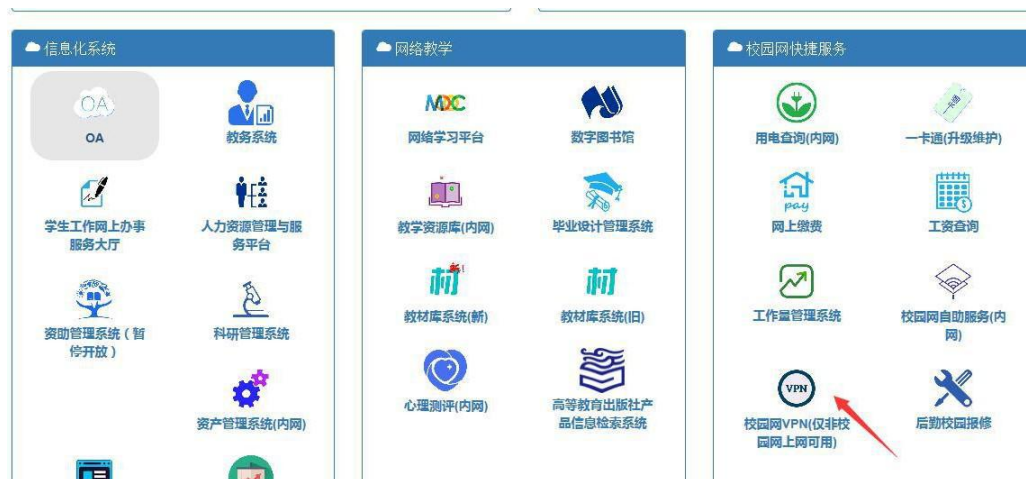 信息化系统
OA
OA
教务系统
学生工作网上办事
服务大厅
人力资源管理与服
务平台
资助管理系统（暂
停开放）
科研管理系统
资产管理系统(内网)
网络教学
MOOC
网络学习平台
数字图书馆
教学资源库(内网)
毕业设计管理系统
材
新!
教材库系统(新)
材
教材库系统(旧)
心理测评(内网)
高等教育出版社产
品信息检索系统
校园网快捷服务
用电查询(内网)
一卡通
一卡通(升级维护)
pay
网上缴费
工资查询
工作量管理系统
校园网自助服务(内
网)
VPN
校园网VPN(仅非校
园网上网可用)
后勤校园报修